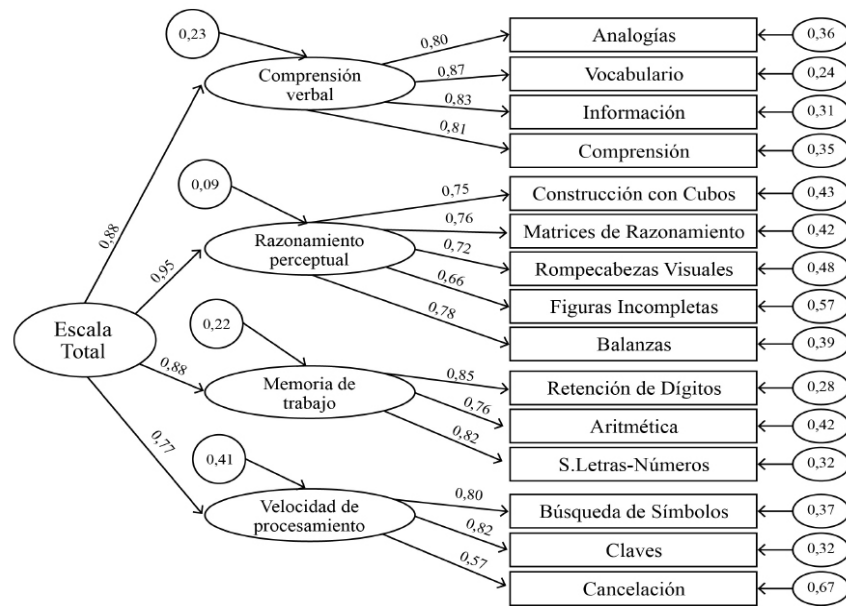 0,23
Comprensión
verbal
0,88
0,80
0,87
0,83
0,81
Analogías
0,36
Vocabulario
0,24
Información
0,31
Comprensión
0,35
0,09
Razonamiento
perceptual
0,95
0,75
0,76
0,72
0,66
0,78
Construcción con Cubos
0,43
Matrices de Razonamiento
0,42
Rompecabezas Visuales
0,48
Figuras Incompletas
0,57
Balanzas
0,39
Escala
Total
0,22
Memoria de
trabajo
0,88
0,85
0,76
0,82
Retención de Dígitos
0,28
Aritmética
0,42
S.Letras-Números
0,32
0,41
Velocidad de
procesamiento
0,77
0,80
0,82
0,57
Búsqueda de Símbolos
0,37
Claves
0,32
Cancelación
0,67